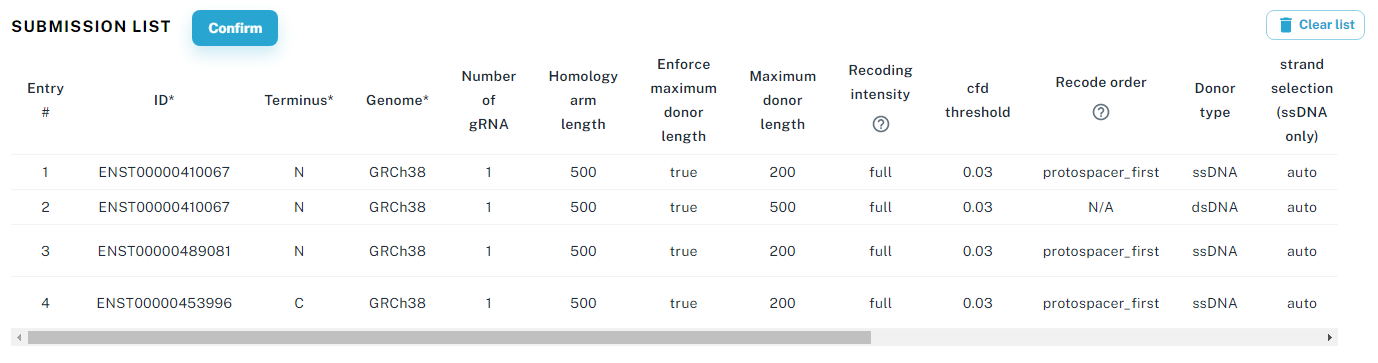 SUBMISSION LIST Confirm Clear list
Entry # ID* Terminus* Genome* Number of gRNA Homology arm length Enforce maximum donor length Maximum donor length Recoding intensity ? cfd threshold Recode order ? Donor type strand selection (ssDNA only)
1 ENST00000410067 N GRCh38 1 500 true 200 full 0.03 protospacer_first ssDNA auto
2 ENST00000410067 N GRCh38 1 500 true 500 full 0.03 N/A dsDNA auto
3 ENST00000489081 N GRCh38 1 500 true 200 full 0.03 protospacer_first ssDNA auto
4 ENST00000453996 C GRCh38 1 500 true 200 full 0.03 protospacer_first ssDNA auto